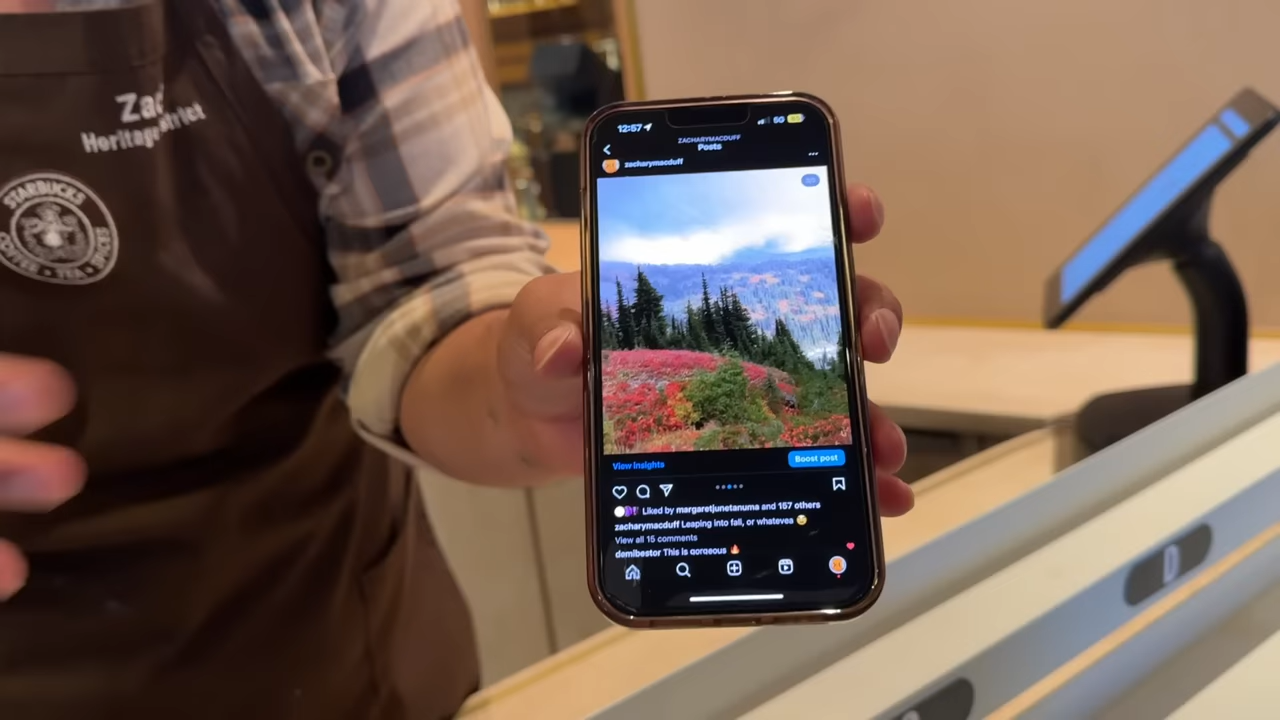 Zac
Heritage District
STARBUCKS
COFFEE • TEA • SPICES
12:57
5G
ZACHARYMACDUFF
Posts
zacharymacduff
View Insights
Boost post
Liked by margaretjunetanuma and 157 others
zacharymacduff Leaping into fall, or whatevea 😉
View all 15 comments
demibestor This is gorgeous 🔥
D